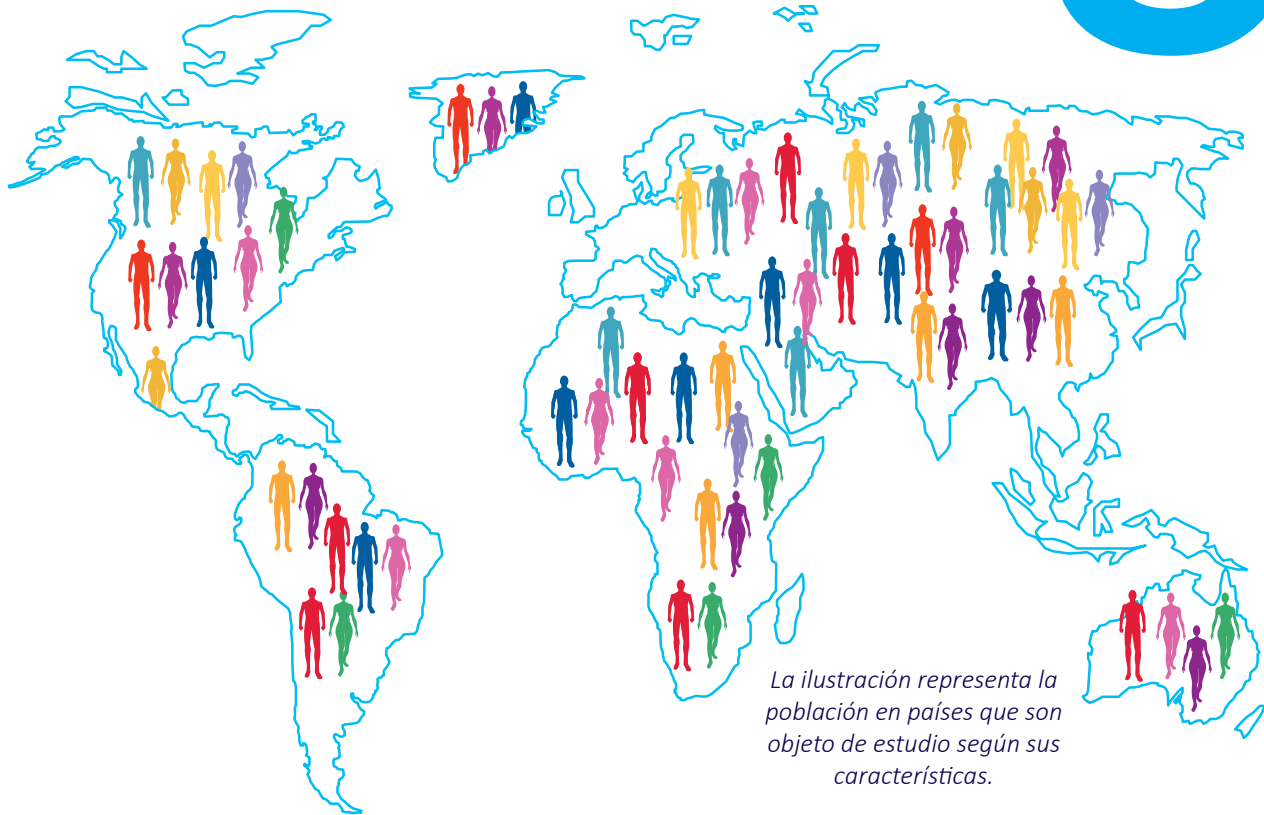 La ilustración representa la
población en países que son
objeto de estudio según sus
características.